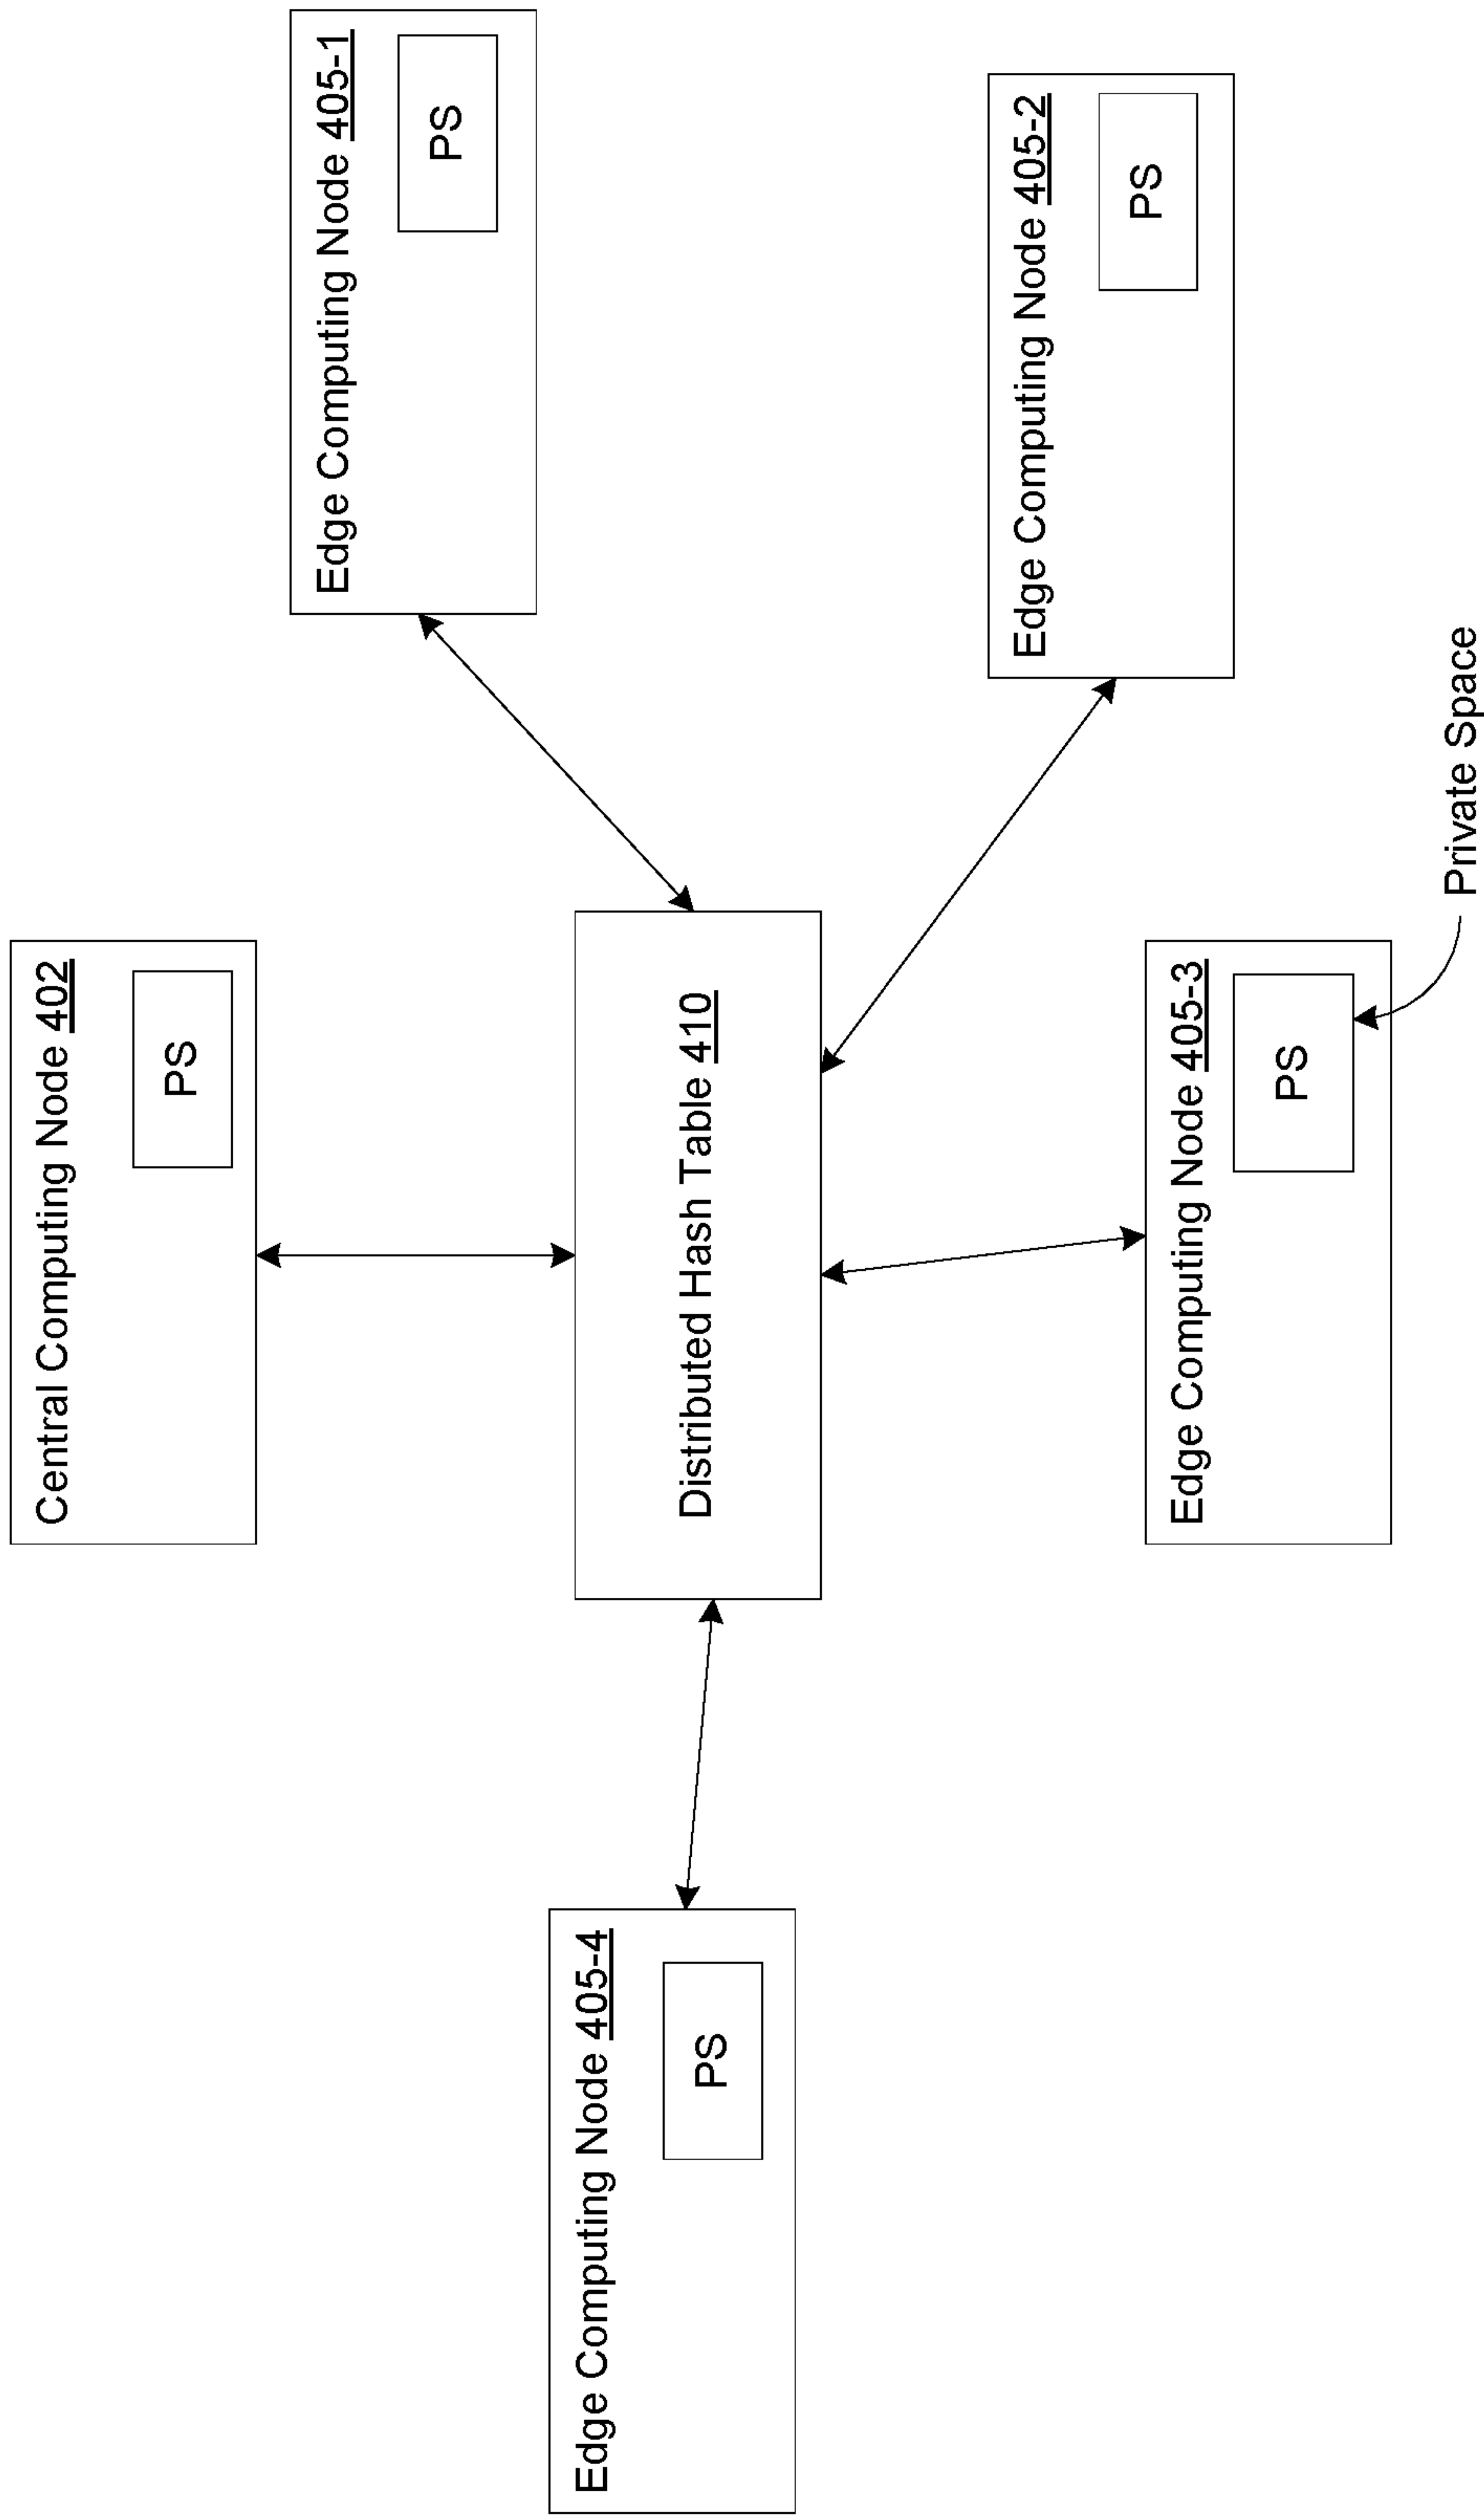 Central Computing Node 402
PS
Edge Computing Node 405-1
PS
Edge Computing Node 405-4
PS
Distributed Hash Table 410
Edge Computing Node 405-2
PS
Edge Computing Node 405-3
PS
Private Space